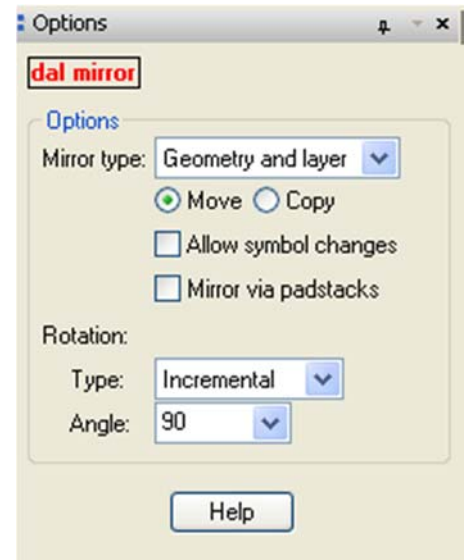 Options
dal mirror
Options
Mirror type: Geometry and layer
Move Copy
Allow symbol changes
Mirror via padstacks
Rotation:
Type: Incremental
Angle: 90
Help